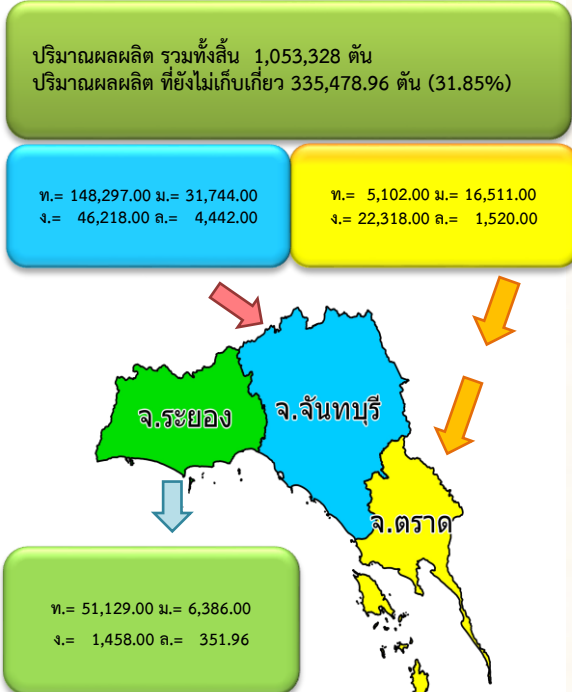 ปริมาณผลผลิต รวมทั้งสิ้น 1,053,328 ตัน
ปริมาณผลผลิต ที่ยังไม่เก็บเกี่ยว 335,478.96 ตัน (31.85%)
ท.= 148,297.00 ม.= 31,744.00
ง.= 46,218.00 ล.= 4,442.00
ท.= 5,102.00 ม.= 16,511.00
ง.= 22,318.00 ล.= 1,520.00
จ.ระยอง
จ.จันทบุรี
จ.ตราด
ท.= 51,129.00 ม.= 6,386.00
ง.= 1,458.00 ล.= 351.96